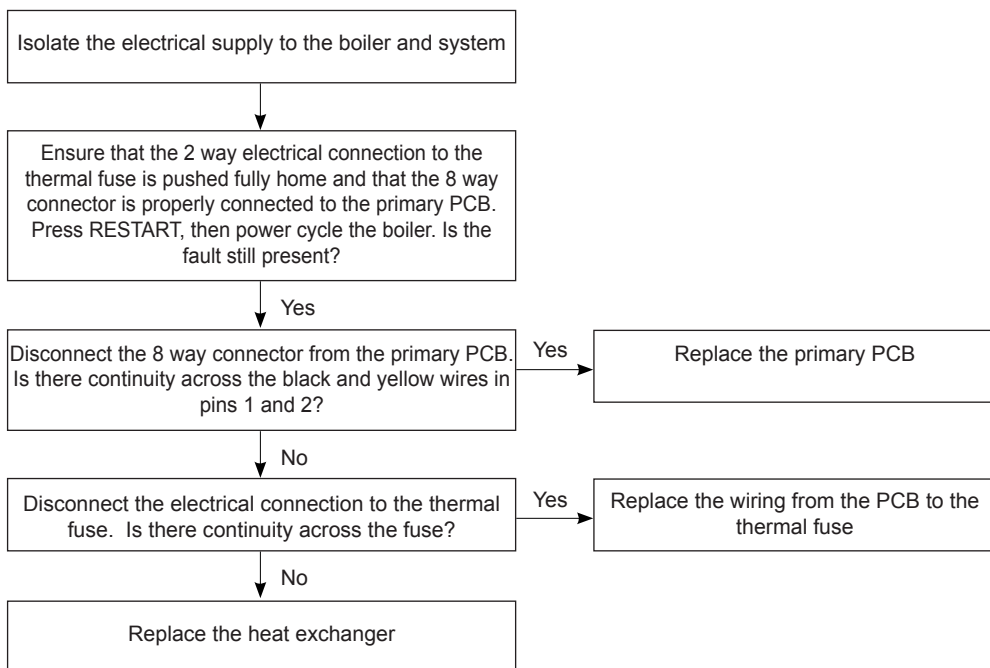 Isolate the electrical supply to the boiler and system
Ensure that the 2 way electrical connection to the
thermal fuse is pushed fully home and that the 8 way
connector is properly connected to the primary PCB.
Press RESTART, then power cycle the boiler. Is the
fault still present?
Yes
Disconnect the 8 way connector from the primary PCB.
Is there continuity across the black and yellow wires in
pins 1 and 2?
Yes
Replace the primary PCB
No
Disconnect the electrical connection to the thermal
fuse.  Is there continuity across the fuse?
Yes
Replace the wiring from the PCB to the
thermal fuse
No
Replace the heat exchanger